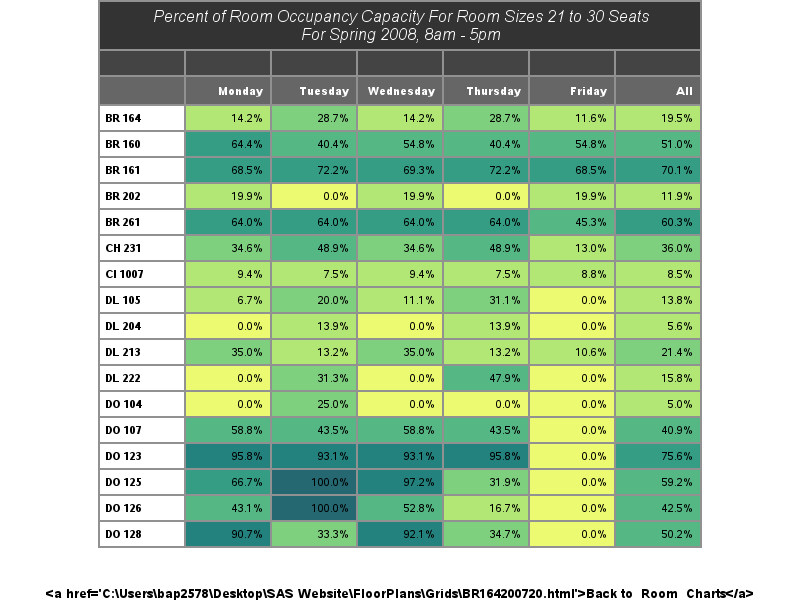 Percent of Room Occupancy Capacity For Room Sizes 21 to 30 Seats
For Spring 2008, 8am - 5pm
Monday Tuesday Wednesday Thursday Friday All
BR 164 14.2% 28.7% 14.2% 28.7% 11.6% 19.5%
BR 160 64.4% 40.4% 54.8% 40.4% 54.8% 51.0%
BR 161 68.5% 72.2% 69.3% 72.2% 68.5% 70.1%
BR 202 19.9% 0.0% 19.9% 0.0% 19.9% 11.9%
BR 261 64.0% 64.0% 64.0% 64.0% 45.3% 60.3%
CH 231 34.6% 48.9% 34.6% 48.9% 13.0% 36.0%
CI 1007 9.4% 7.5% 9.4% 7.5% 8.8% 8.5%
DL 105 6.7% 20.0% 11.1% 31.1% 0.0% 13.8%
DL 204 0.0% 13.9% 0.0% 13.9% 0.0% 5.6%
DL 213 35.0% 13.2% 35.0% 13.2% 10.6% 21.4%
DL 222 0.0% 31.3% 0.0% 47.9% 0.0% 15.8%
DO 104 0.0% 25.0% 0.0% 0.0% 0.0% 5.0%
DO 107 58.8% 43.5% 58.8% 43.5% 0.0% 40.9%
DO 123 95.8% 93.1% 93.1% 95.8% 0.0% 75.6%
DO 125 66.7% 100.0% 97.2% 31.9% 0.0% 59.2%
DO 126 43.1% 100.0% 52.8% 16.7% 0.0% 42.5%
DO 128 90.7% 33.3% 92.1% 34.7% 0.0% 50.2%
<a href='C:\Users\bap2578\Desktop\SAS Website\FloorPlans\Grids\BR164200720.html'>Back to Room Charts</a>